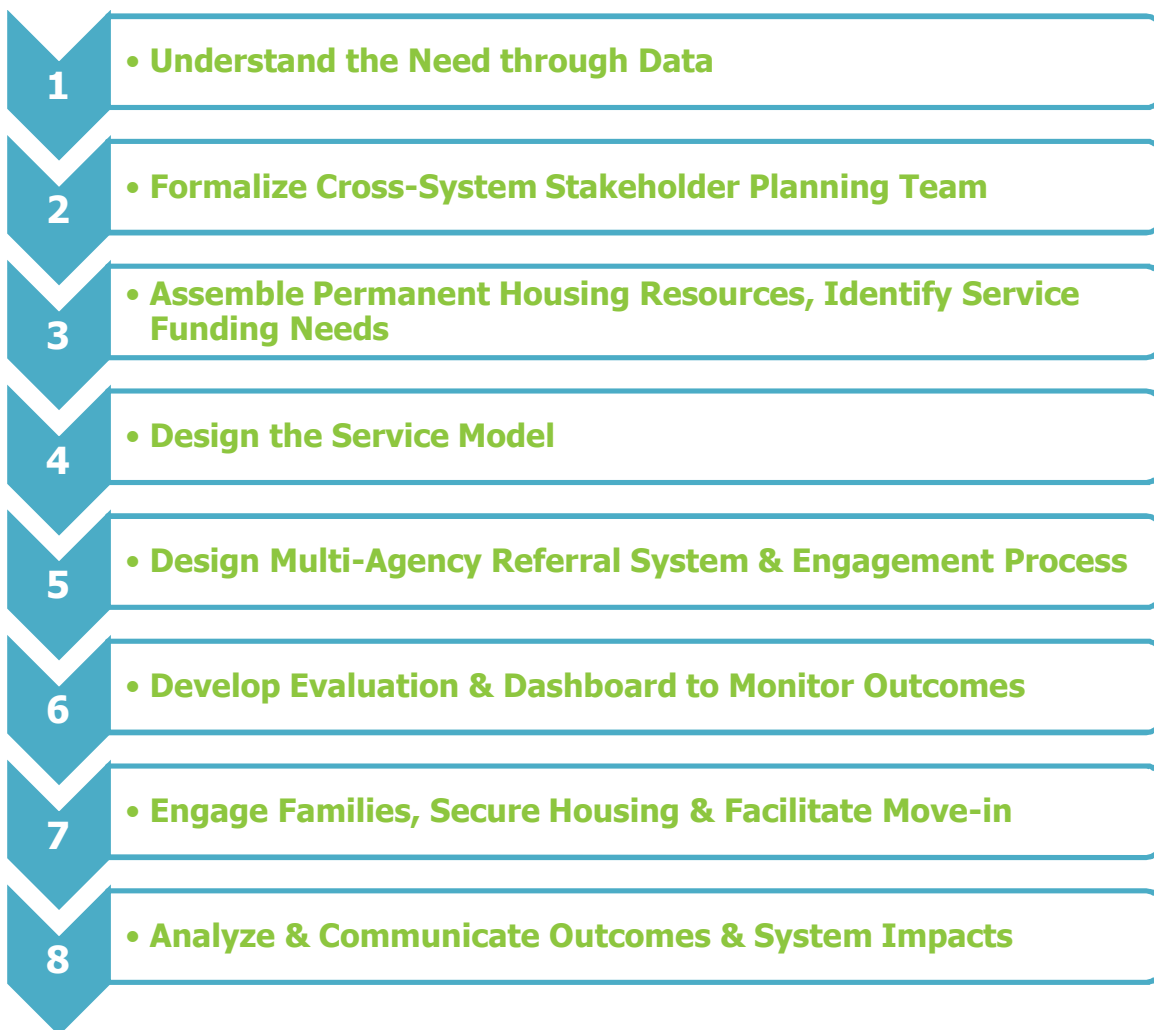 1
• Understand the Need through Data
2
• Formalize Cross-System Stakeholder Planning Team
3
• Assemble Permanent Housing Resources, Identify Service
Funding Needs
4
• Design the Service Model
5
• Design Multi-Agency Referral System & Engagement Process
6
• Develop Evaluation & Dashboard to Monitor Outcomes
7
• Engage Families, Secure Housing & Facilitate Move-in
8
• Analyze & Communicate Outcomes & System Impacts